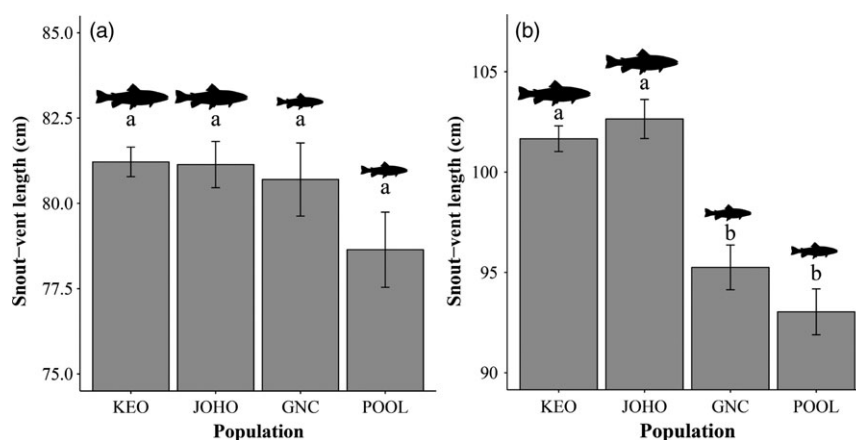 (a)
85.0
82.5
80.0
77.5
75.0
Snout−vent length (cm)
a
a
a
a
KEO JOHO GNC POOL
Population
(b)
105
100
95
90
Snout−vent length (cm)
a
a
b
b
KEO JOHO GNC POOL
Population